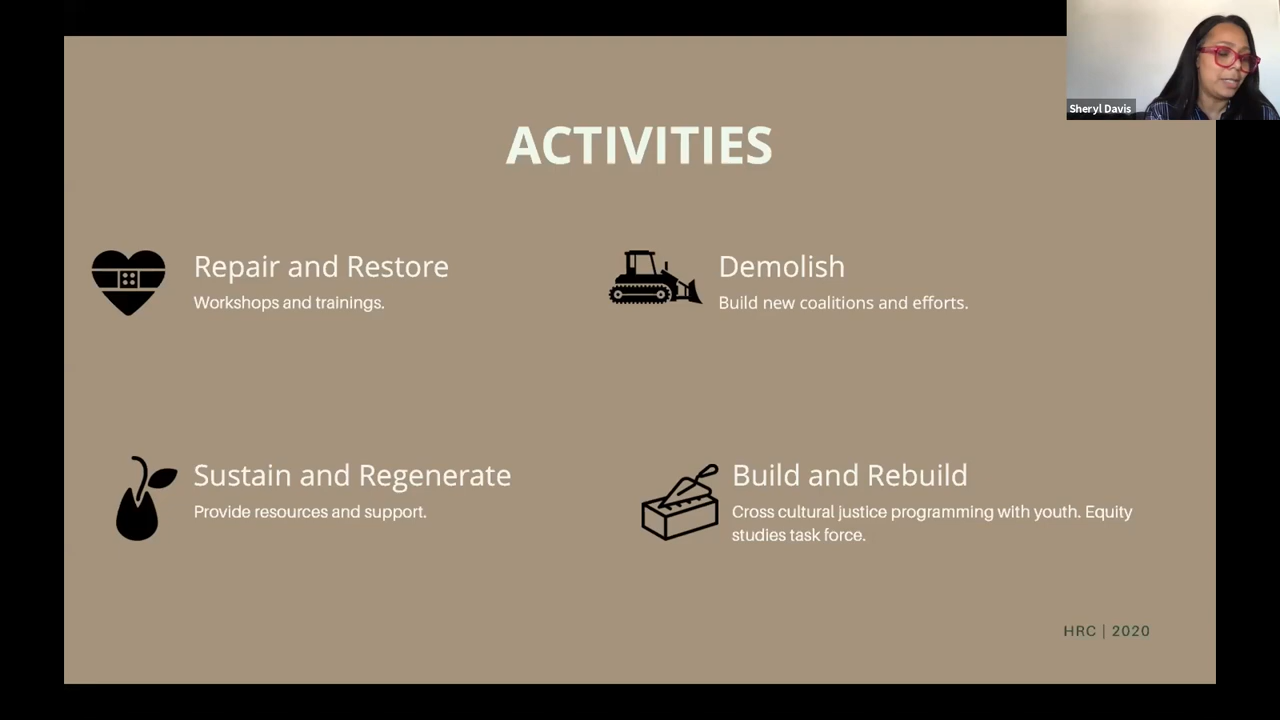 Sheryl Davis
ACTIVITIES
Repair and Restore
Workshops and trainings.
Demolish
Build new coalitions and efforts.
Sustain and Regenerate
Provide resources and support.
Build and Rebuild
Cross cultural justice programming with youth. Equity
studies task force.
HRC | 2020